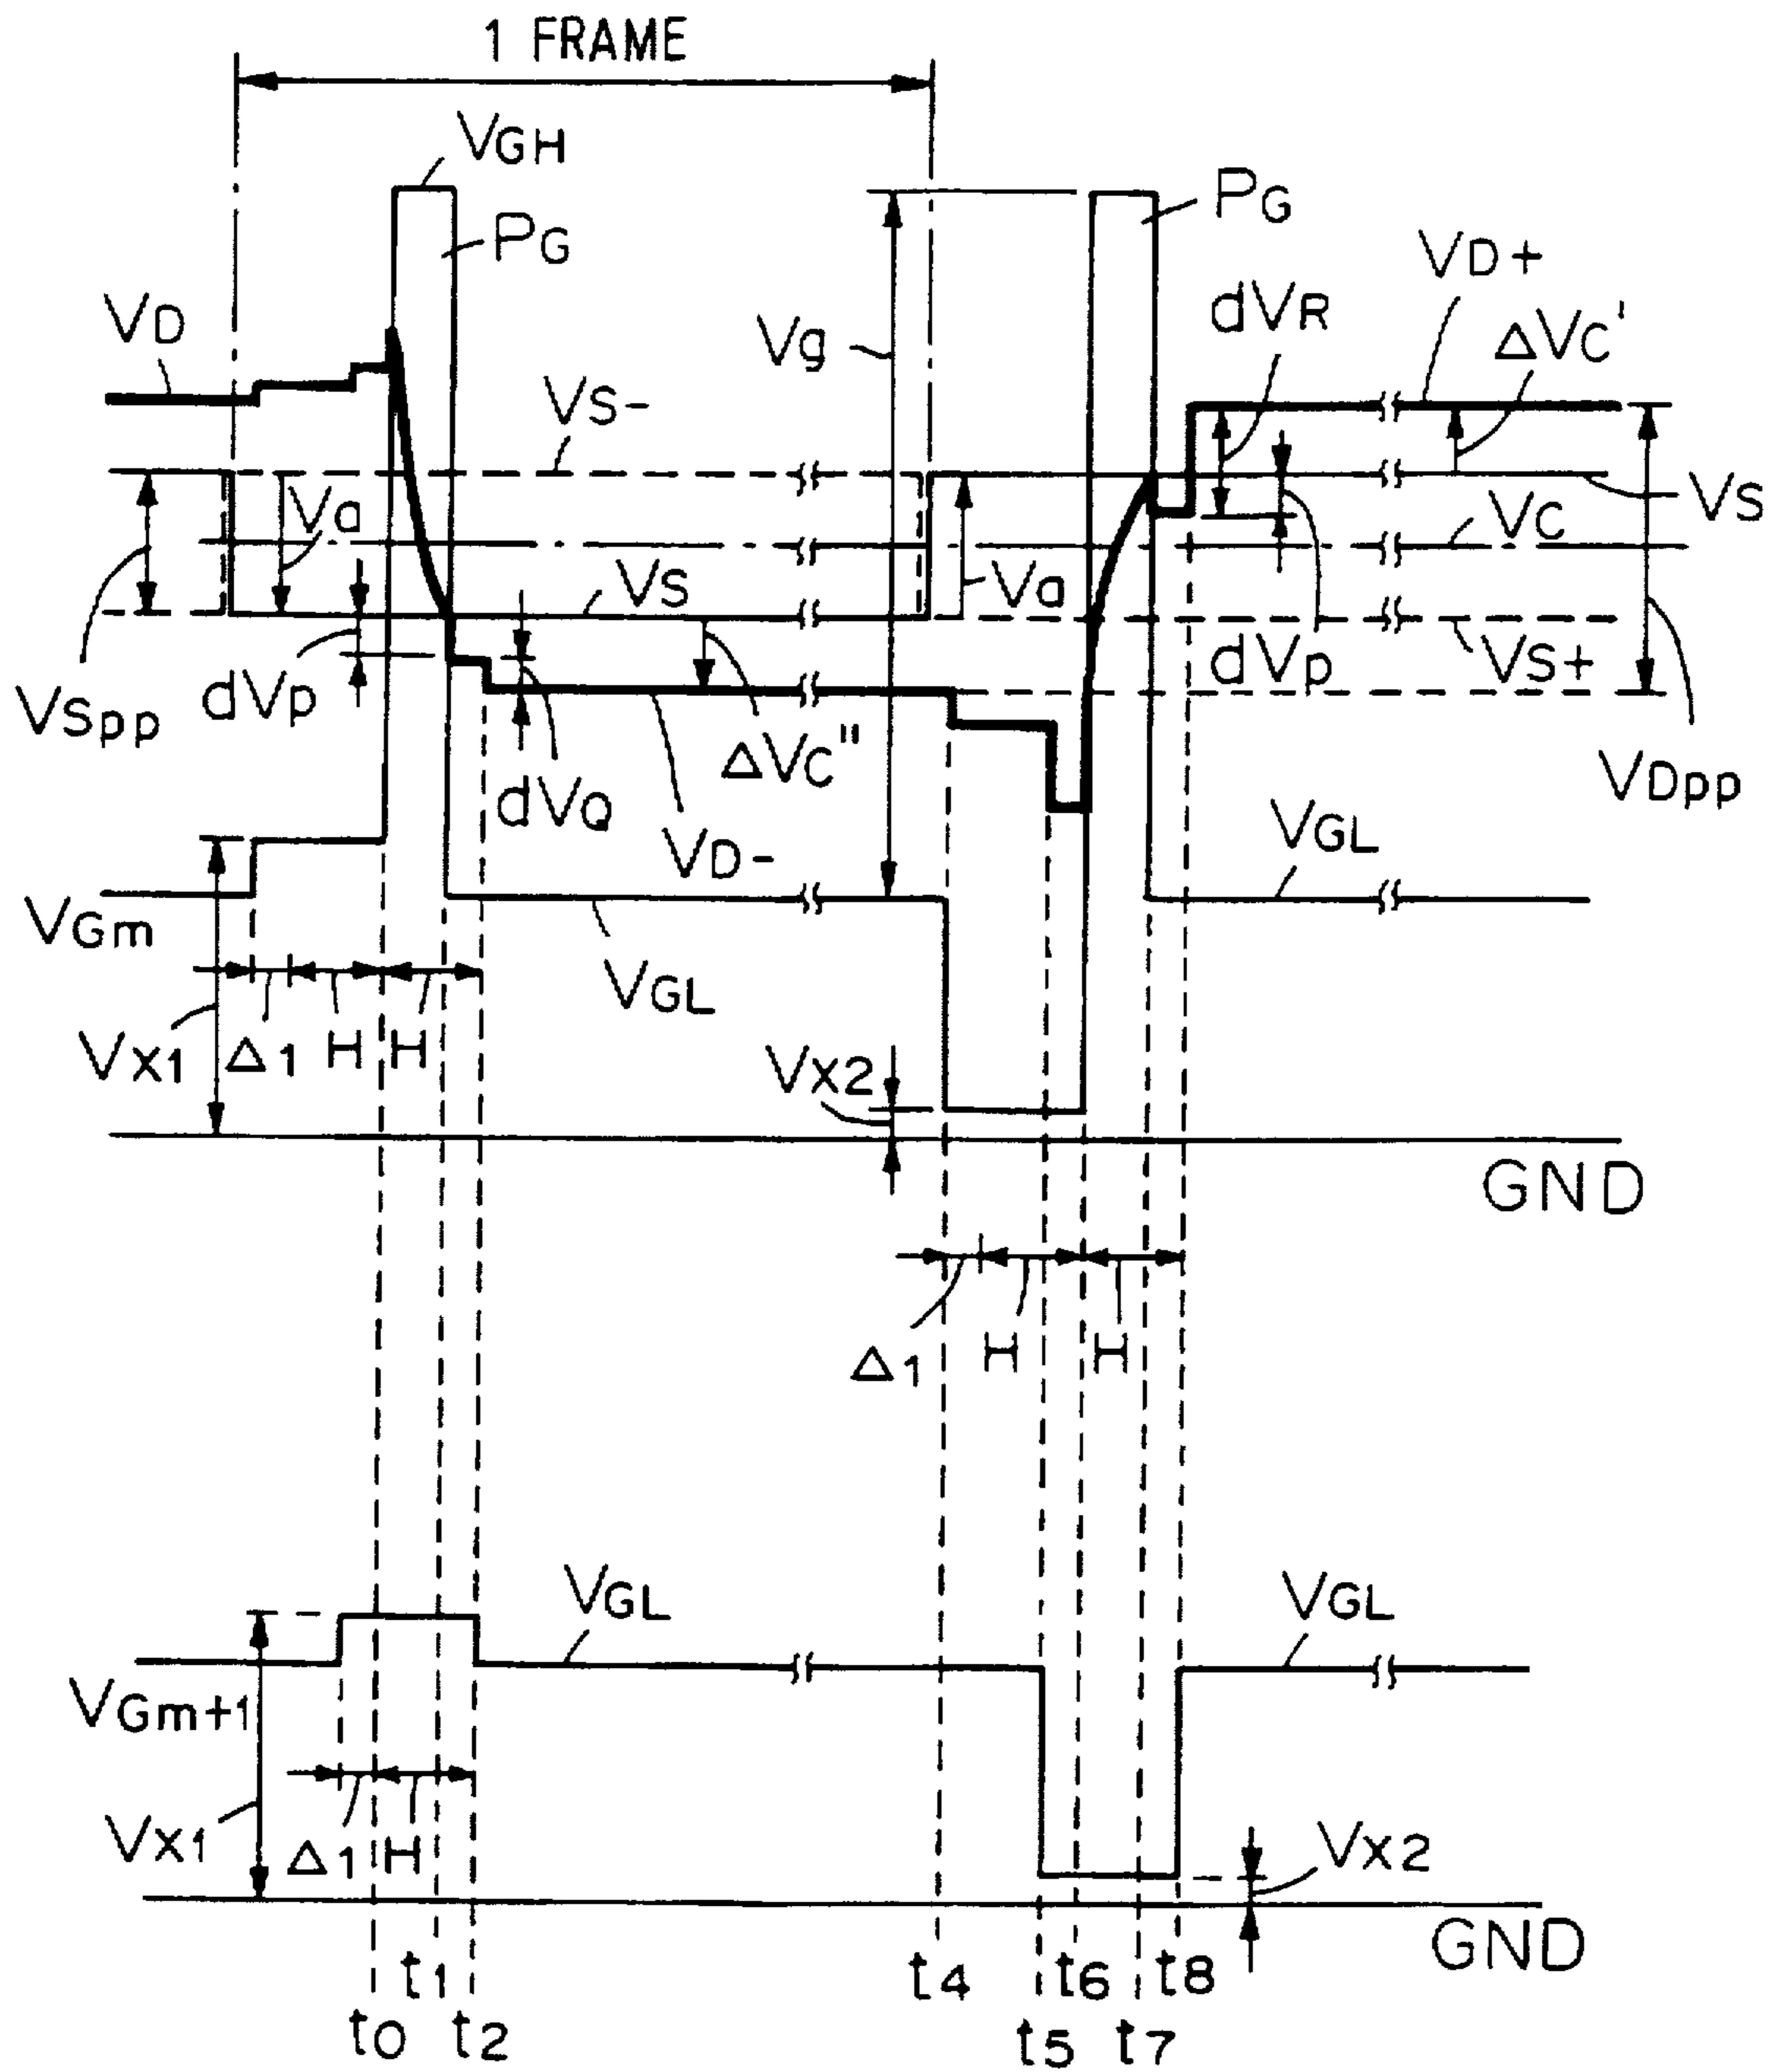 1 FRAME
VGH
PG
PG
VD+
VD
Vg
dVR
ΔVC'
VS-
Va
VS
VC
VS
Va
VSpp
dVp
dVp
VS+
dVQ
ΔVC"
VD-
VDpp
VGL
VGm
VGL
VX1
Δ1
H
H
VX2
GND
Δ1
H
H
VGL
VGL
VGm+1
VX1
Δ1
H
VX2
GND
t1
t4
t6
t8
t0
t2
t5
t7